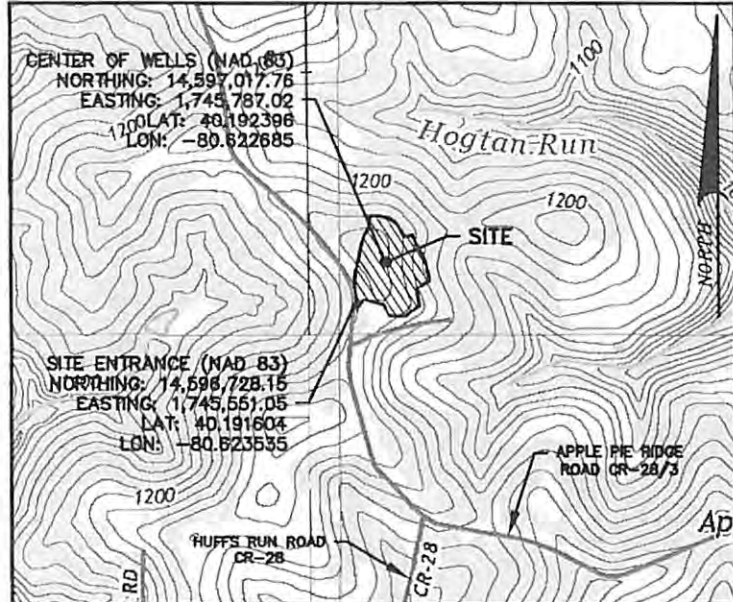 CENTER OF WELLS (NAD 83)
NORTHING: 14,597,017.76
EASTING: 1,745,787.02
LAT: 40.192396
LON: -80.622685
1200
1100
Hogtan Run
1200
1200
SITE
NORTH
SITE ENTRANCE (NAD 83)
NORTHING: 14,596,728.15
EASTING: 1,745,551.05
LAT: 40.191604
LON: -80.623535
1200
APPLE PIE RIDGE
ROAD CR-28/3
Ap
HUFFS RUN ROAD
CR-28
CR-28
RD